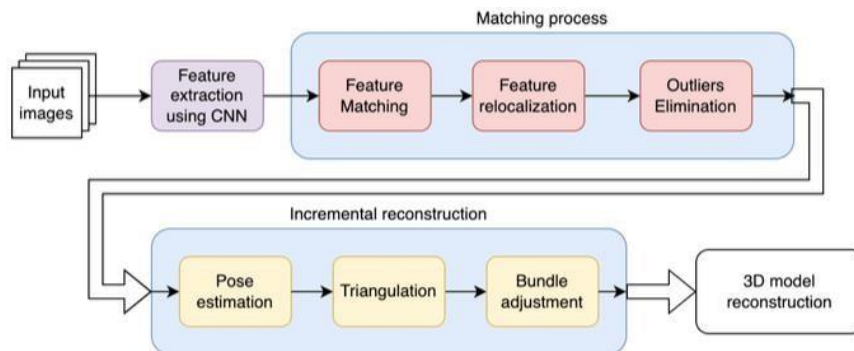 Matching process
Input
images
Feature
extraction
using CNN
Feature
Matching
Feature
relocalization
Outliers
Elimination
Incremental reconstruction
Pose
estimation
Triangulation
Bundle
adjustment
3D model
reconstruction